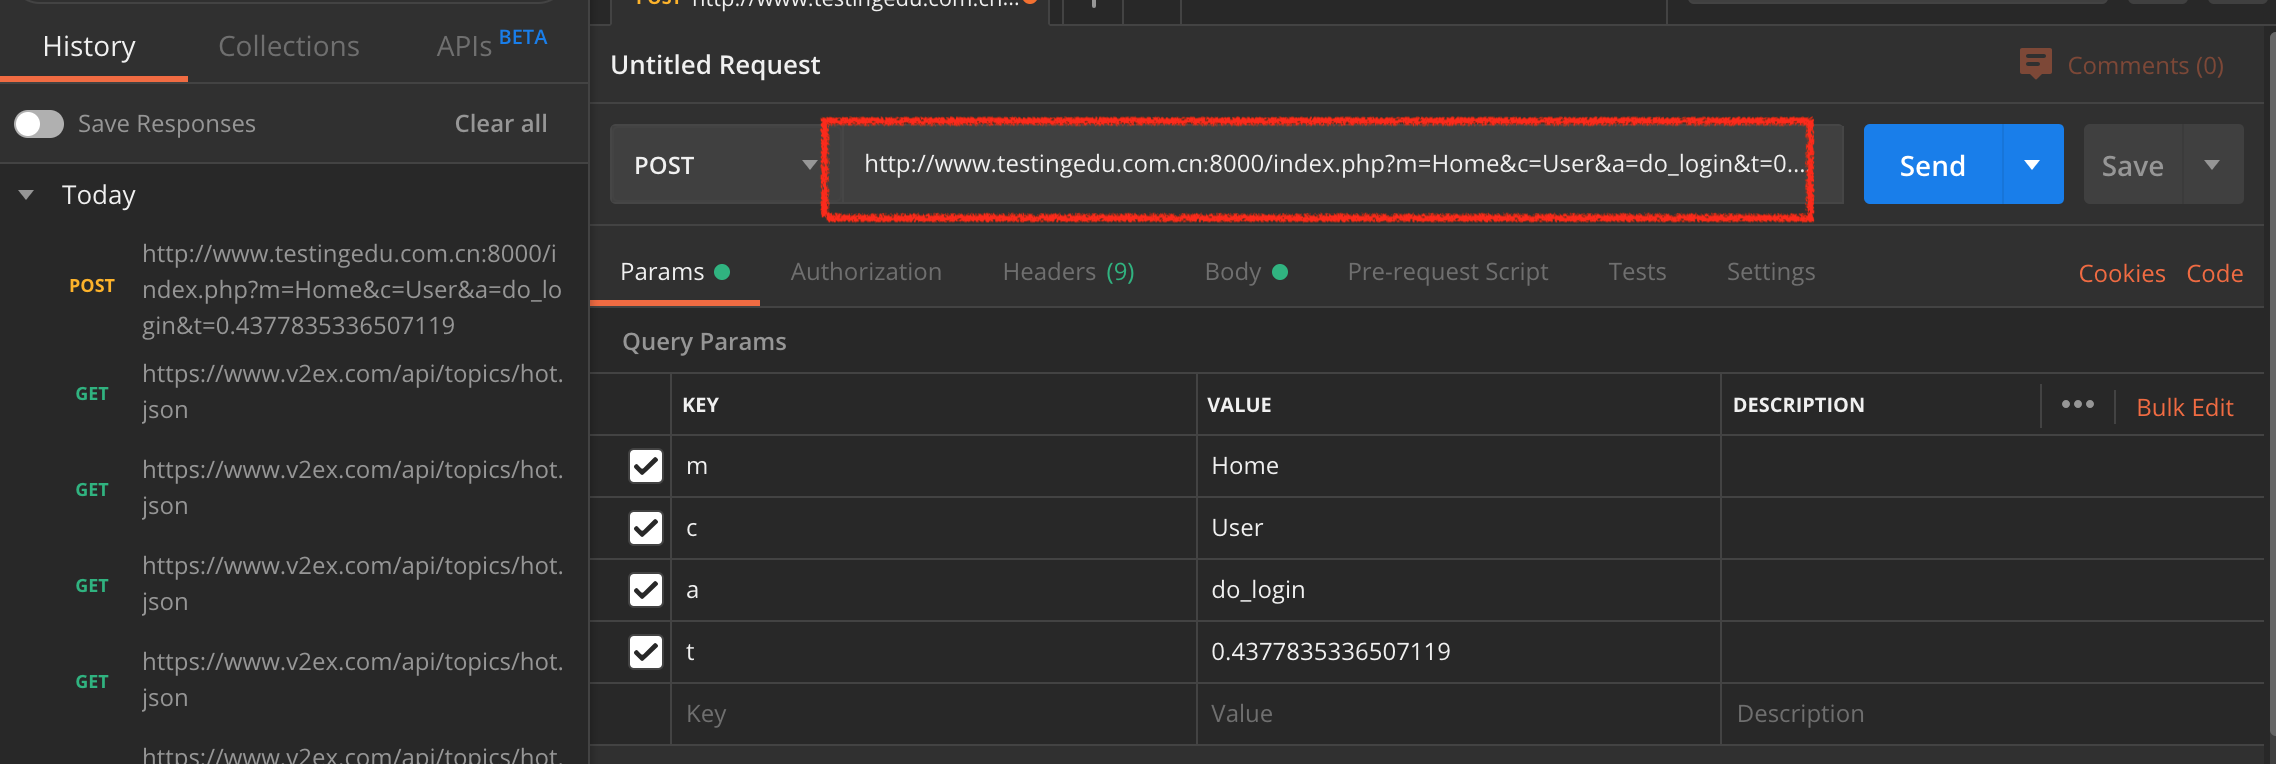 History
Collections
APIs BETA
Save Responses
Clear all
Today
POST
http://www.testingedu.com.cn:8000/i
ndex.php?m=Home&c=User&a=do_lo
gin&t=0.4377835336507119
GET
https://www.v2ex.com/api/topics/hot.
json
GET
https://www.v2ex.com/api/topics/hot.
json
GET
https://www.v2ex.com/api/topics/hot.
json
GET
https://www.v2ex.com/api/topics/hot.
json
https://www.v2ex.com/api/topics/hot.
POST http://www.testingedu.com.cn...
Untitled Request
Comments (0)
POST
http://www.testingedu.com.cn:8000/index.php?m=Home&c=User&a=do_login&t=0...
Send
Save
Params
Authorization
Headers (9)
Body
Pre-request Script
Tests
Settings
Cookies
Code
Query Params
KEY VALUE DESCRIPTION
Bulk Edit
m Home
c User
a do_login
t 0.4377835336507119
Key Value Description